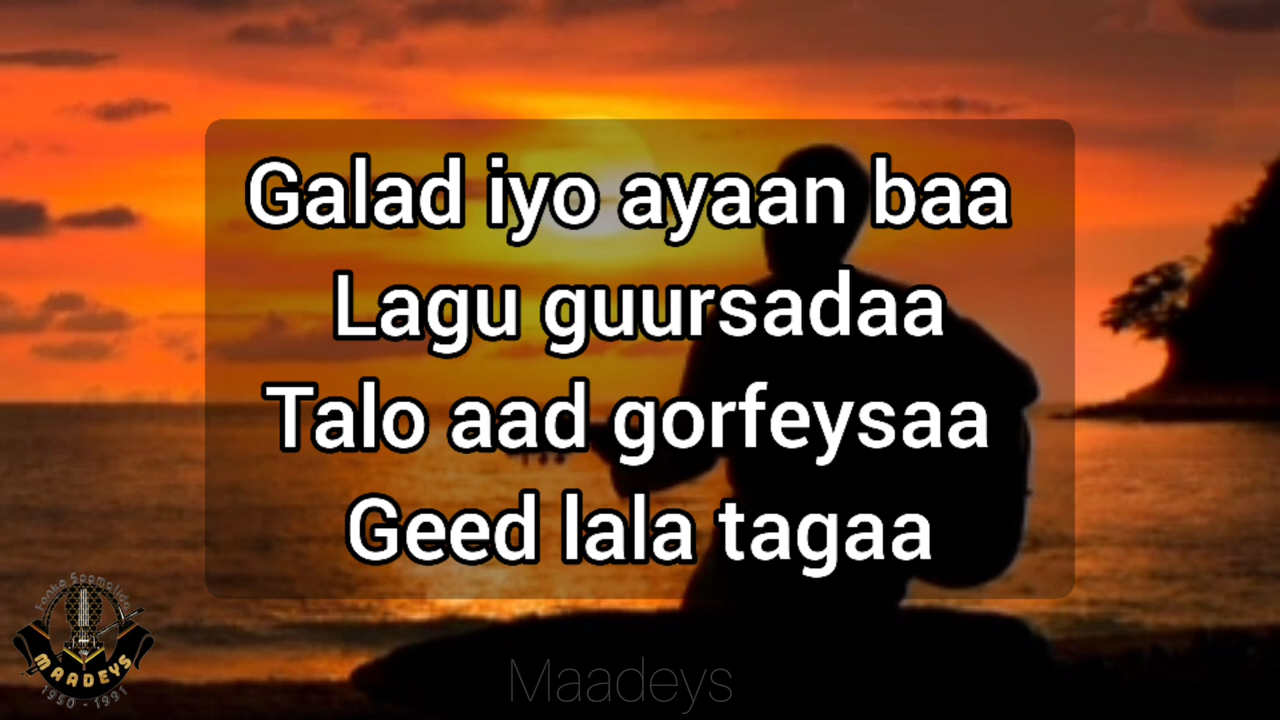 Galad iyo ayaan baa
Lagu guursadaa
Talo aad gorfeysaa
Geed lala tagaa
MAADEYS
1950 - 1991
Maadeys